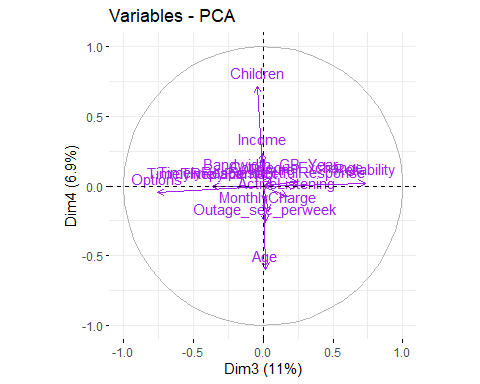 Variables - PCA
1.0
Children
0.5
Income
Bandwidth_GB_Year
Reliability
Options
0.0
ActiveListening
MonthlyCharge
Outage_sec_perweek
-0.5
Age
-1.0
-1.0 -0.5 0.0 0.5 1.0
Dim3 (11%)
Dim4 (6.9%)